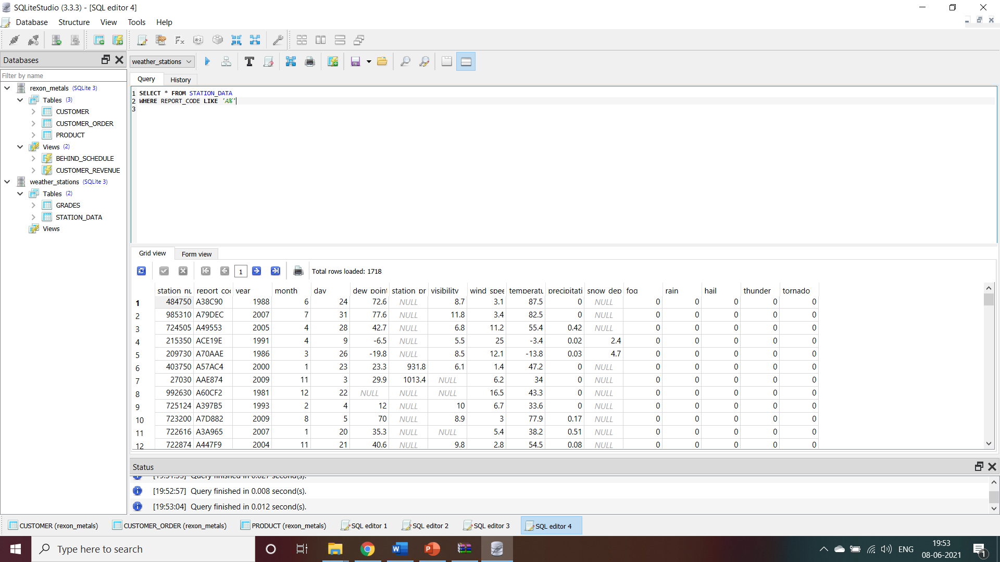 SQLiteStudio (3.3.3) - [SQL editor 4]
Database Structure View Tools Help
Databases
weather_stations
Filter by name
Query History
rexon_metals (SQLite 3)
Tables (3)
CUSTOMER
CUSTOMER_ORDER
PRODUCT
Views (2)
BEHIND_SCHEDULE
CUSTOMER_REVENUE
weather_stations (SQLite 3)
Tables (2)
GRADES
STATION_DATA
Views
1 SELECT * FROM STATION_DATA
2 WHERE REPORT_CODE LIKE 'A%'
3
Grid view Form view
1 Total rows loaded: 1718
station_nu report_co year month day dew_point station_pr visibility wind_spee temperatu precipitati snow_dep fog rain hail thunder tornado
1 484750 A38C90 1988 6 24 72.6 NULL 8.7 3.1 87.5 0 NULL 0 0 0 0 0
2 985310 A79DEC 2007 7 31 77.6 NULL 11.8 3.4 82.5 0 NULL 0 0 0 0 0
3 724505 A49553 2005 4 28 42.7 NULL 6.8 11.2 55.4 0.42 NULL 0 0 0 0 0
4 215350 ACE19E 1991 4 9 -6.5 NULL 5.5 25 -3.4 0.02 2.4 0 0 0 0 0
5 209730 A70AAE 1986 3 26 -19.8 NULL 8.5 12.1 -13.8 0.03 4.7 0 0 0 0 0
6 403750 A57AC4 2000 1 23 23.3 931.8 6.1 1.4 47.2 0 NULL 0 0 0 0 0
7 27030 AAE874 2009 11 3 29.9 1013.4 NULL 6.2 34 0 NULL 0 0 0 0 0
8 992630 A60CF2 1981 12 22 NULL NULL NULL 16.5 43.3 0 NULL 0 0 0 0 0
9 725124 A397B5 1993 2 4 12 NULL 10 6.7 33.6 0 NULL 0 0 0 0 0
10 723200 A7D882 2009 8 5 70 NULL 8.9 3 77.9 0.17 NULL 0 0 0 0 0
11 722616 A3A965 2007 1 20 35.3 NULL NULL 5.4 38.2 0.51 NULL 0 0 0 0 0
12 722874 A447F9 2004 11 21 40.6 NULL 9.8 2.8 54.5 0.08 NULL 0 0 0 0 0
Status
[19:51:55] Query finished in 0.027 second(s).
[19:52:57] Query finished in 0.008 second(s).
[19:53:04] Query finished in 0.012 second(s).
CUSTOMER (rexon_metals) CUSTOMER_ORDER (rexon_metals) PRODUCT (rexon_metals) SQL editor 1 SQL editor 2 SQL editor 3 SQL editor 4
Type here to search
ENG
19:53
08-06-2021
1